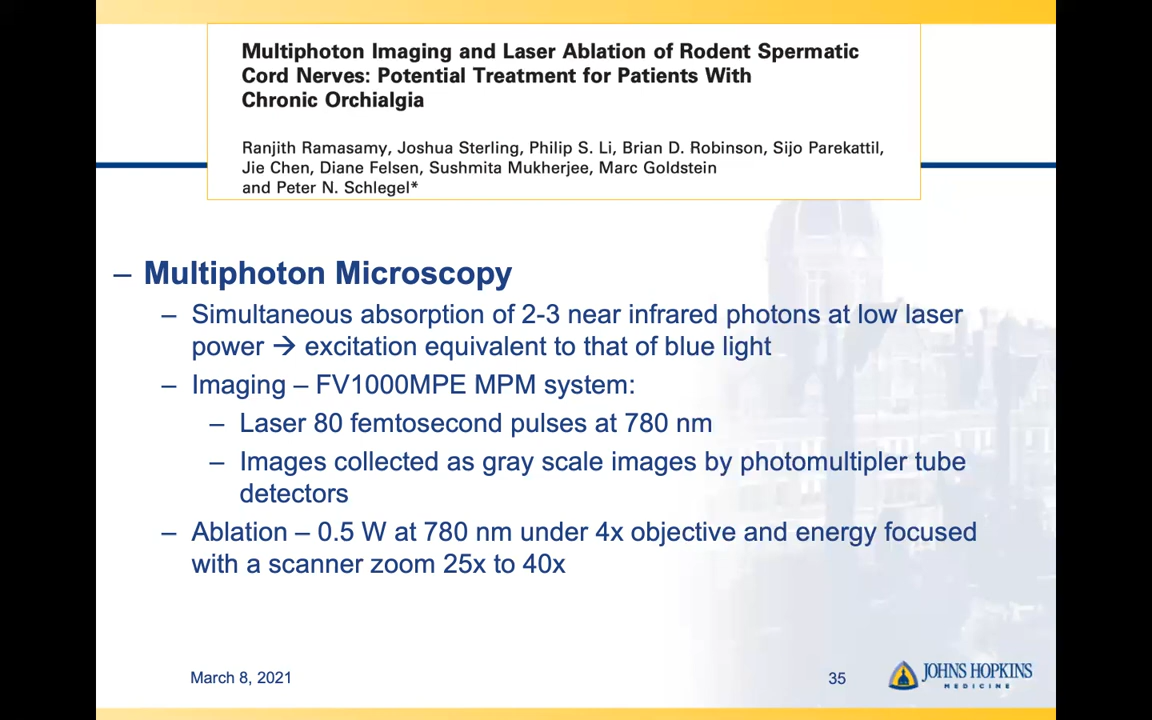 Multiphoton Imaging and Laser Ablation of Rodent Spermatic
Cord Nerves: Potential Treatment for Patients With
Chronic Orchialgia
Ranjith Ramasamy, Joshua Sterling, Philip S. Li, Brian D. Robinson, Sijo Parekattil,
Jie Chen, Diane Felsen, Sushmita Mukherjee, Marc Goldstein
and Peter N. Schlegel*
– Multiphoton Microscopy
– Simultaneous absorption of 2-3 near infrared photons at low laser
power → excitation equivalent to that of blue light
– Imaging – FV1000MPE MPM system:
– Laser 80 femtosecond pulses at 780 nm
– Images collected as gray scale images by photomultipler tube
detectors
– Ablation – 0.5 W at 780 nm under 4x objective and energy focused
with a scanner zoom 25x to 40x
March 8, 2021
35
JOHNS HOPKINS
MEDICINE